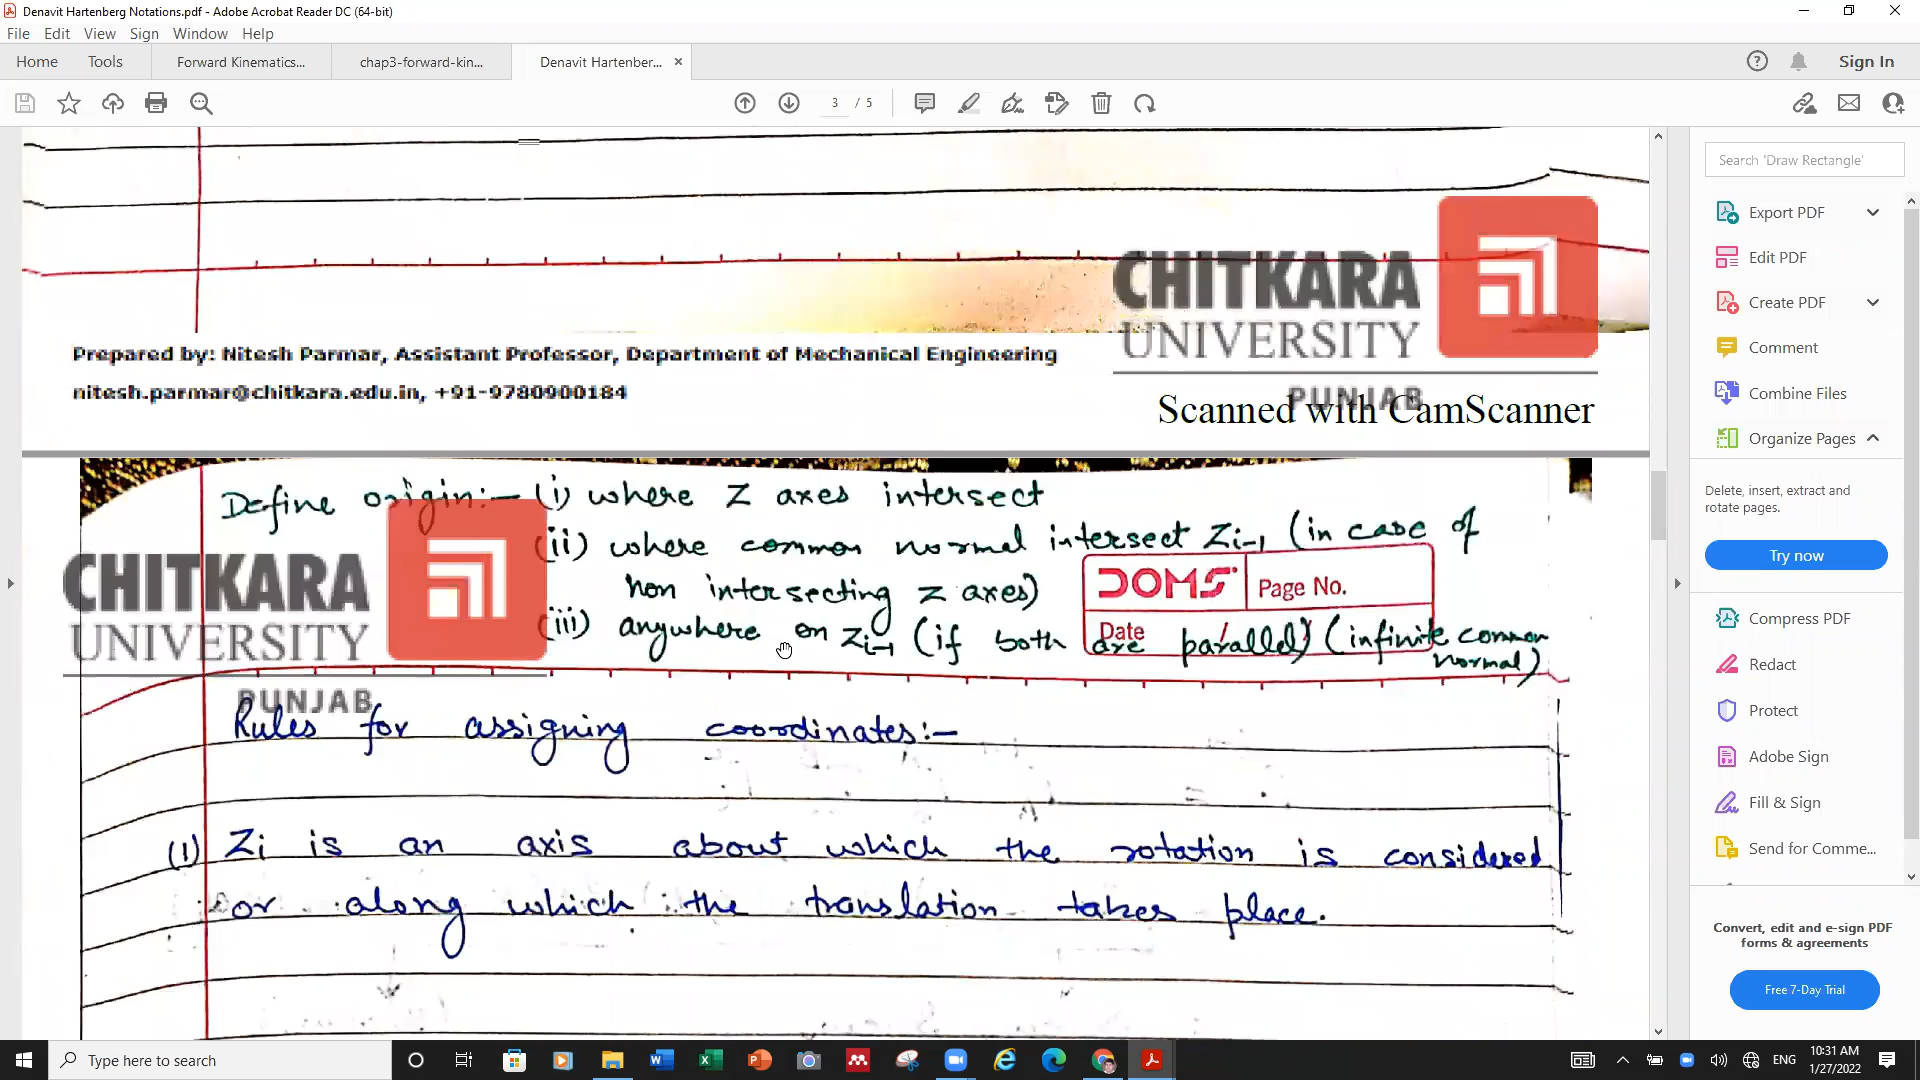 Denavit Hartenberg Notations.pdf - Adobe Acrobat Reader DC (64-bit)
File Edit View Sign Window Help
Home Tools Forward Kinematics... chap3-forward-kin... Denavit Hartenber... Sign In
3 / 5
CHITKARA
UNIVERSITY
PUNJAB
Prepared by: Nitesh Parmar, Assistant Professor, Department of Mechanical Engineering
nitesh.parmar@chitkara.edu.in, +91-9780900184
Scanned with CamScanner
Define origin:- (i) where Z axes intersect
(ii) where common normal intersect Zi-1 (in case of
non intersecting z axes)
(iii) anywhere on Zi-1 (if both are parallel) (infinite common
normal)
DOMS Page No.
Date
CHITKARA
UNIVERSITY
PUNJAB
Rules for assigning coordinates:-
(1) Zi is an axis about which the rotation is considered
or along which the translation takes place.
Search 'Draw Rectangle'
Export PDF
Edit PDF
Create PDF
Comment
Combine Files
Organize Pages
Delete, insert, extract and
rotate pages.
Try now
Compress PDF
Redact
Protect
Adobe Sign
Fill & Sign
Send for Comme...
Convert, edit and e-sign PDF
forms & agreements
Free 7-Day Trial
Type here to search
ENG
10:31 AM
1/27/2022